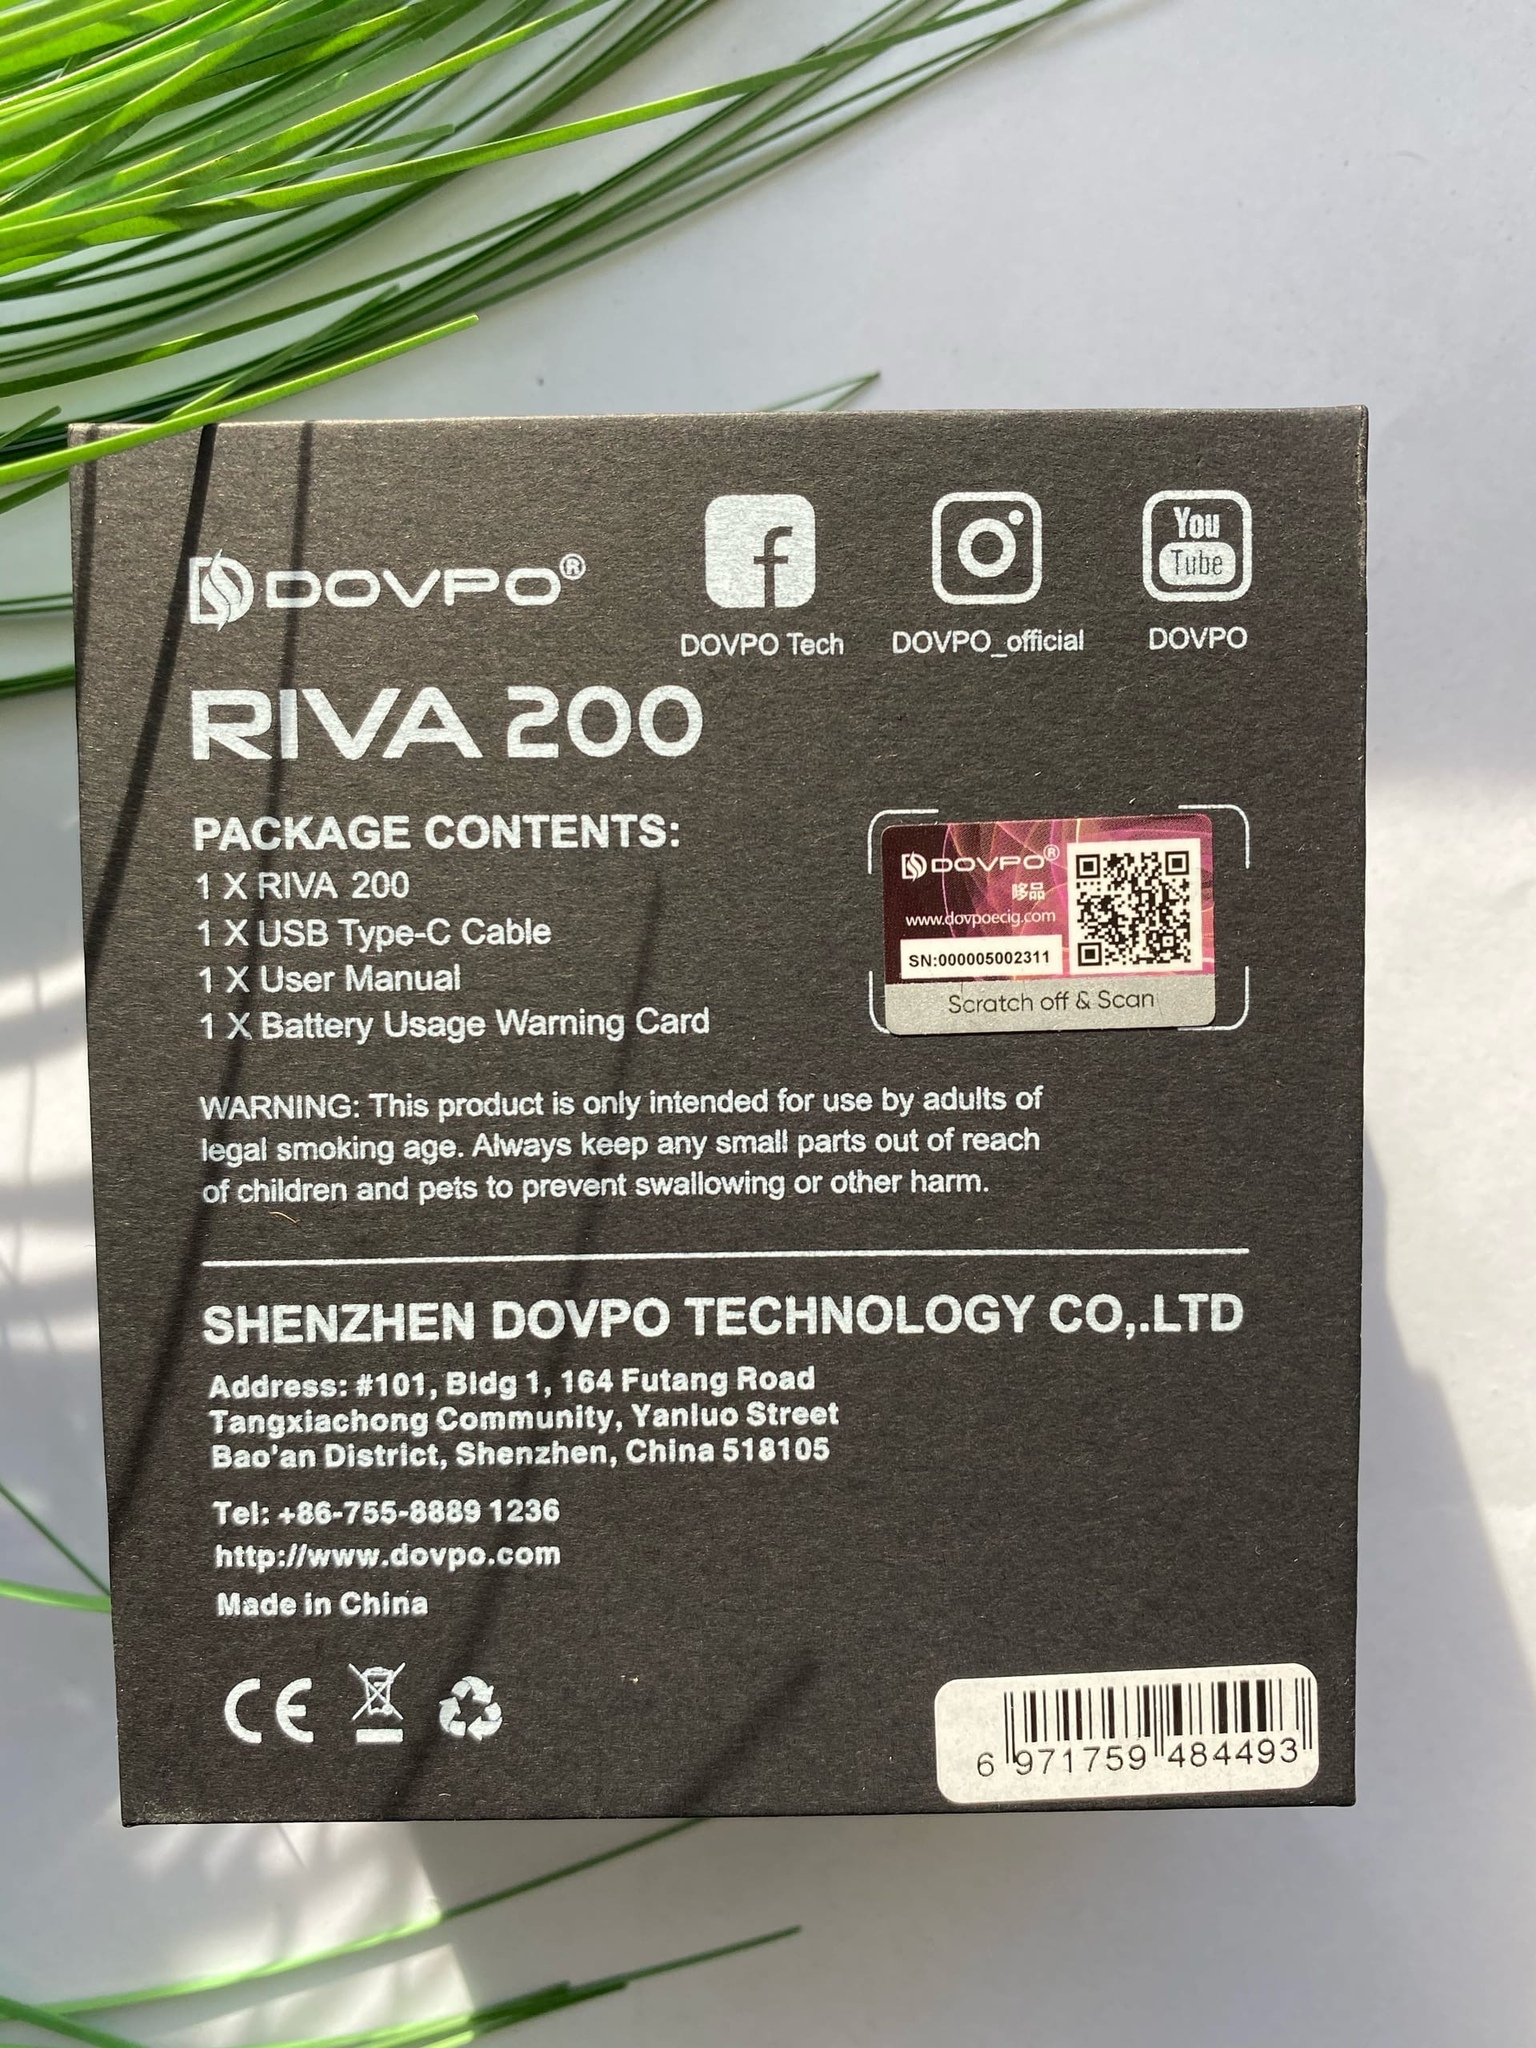 DOVPO®
f
You
Tube
DOVPO Tech
DOVPO_official
DOVPO
RIVA 200
PACKAGE CONTENTS:
1 X RIVA 200
1 X USB Type-C Cable
1 X User Manual
1 X Battery Usage Warning Card
DOVPO®
哆品
www.dovpoecig.com
SN:000005002311
Scratch off & Scan
WARNING: This product is only intended for use by adults of
legal smoking age. Always keep any small parts out of reach
of children and pets to prevent swallowing or other harm.
SHENZHEN DOVPO TECHNOLOGY CO,.LTD
Address: #101, Bldg 1, 164 Futang Road
Tangxiachong Community, Yanluo Street
Bao'an District, Shenzhen, China 518105
Tel: +86-755-8889 1236
http://www.dovpo.com
Made in China
CE
6 971759 484493